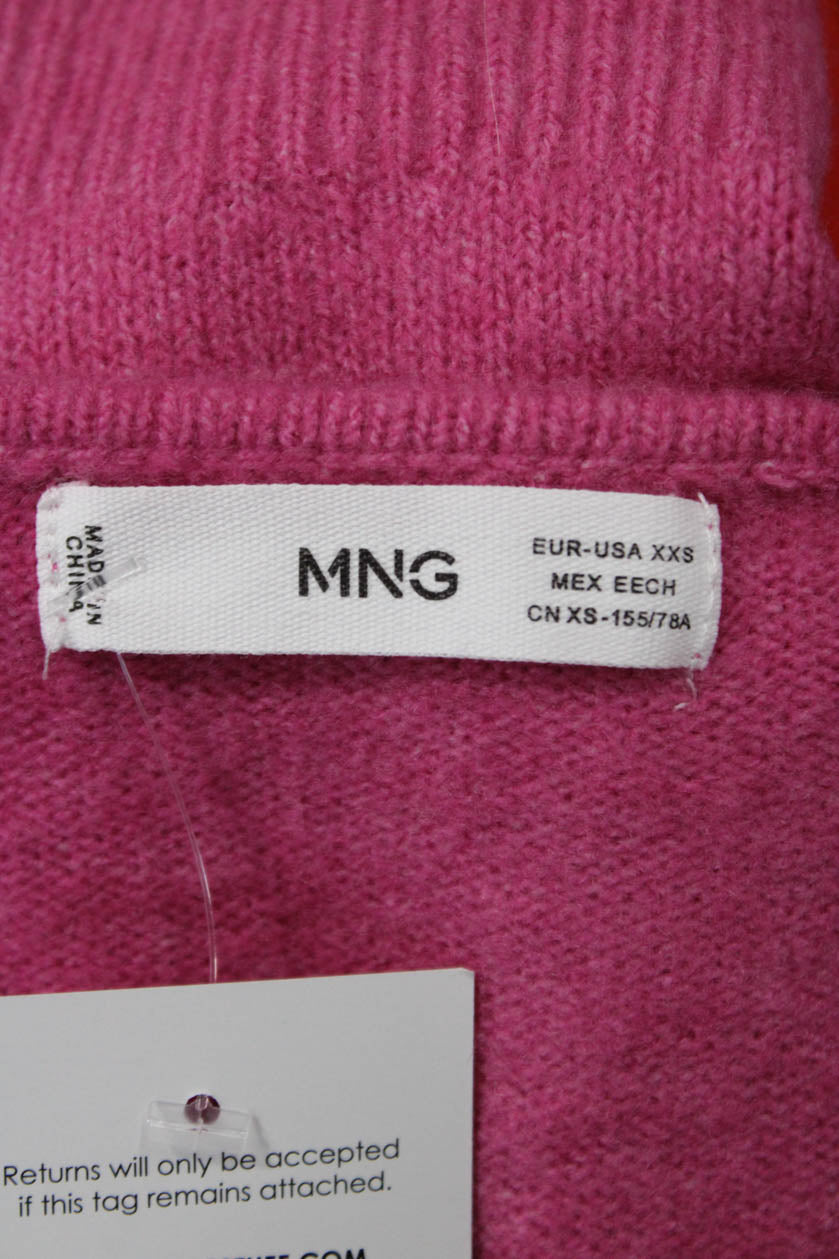 MADE IN
CHINA
MNG
EUR-USA XXS
MEX EECH
CN XS-155/78A
Returns will only be accepted
if this tag remains attached.